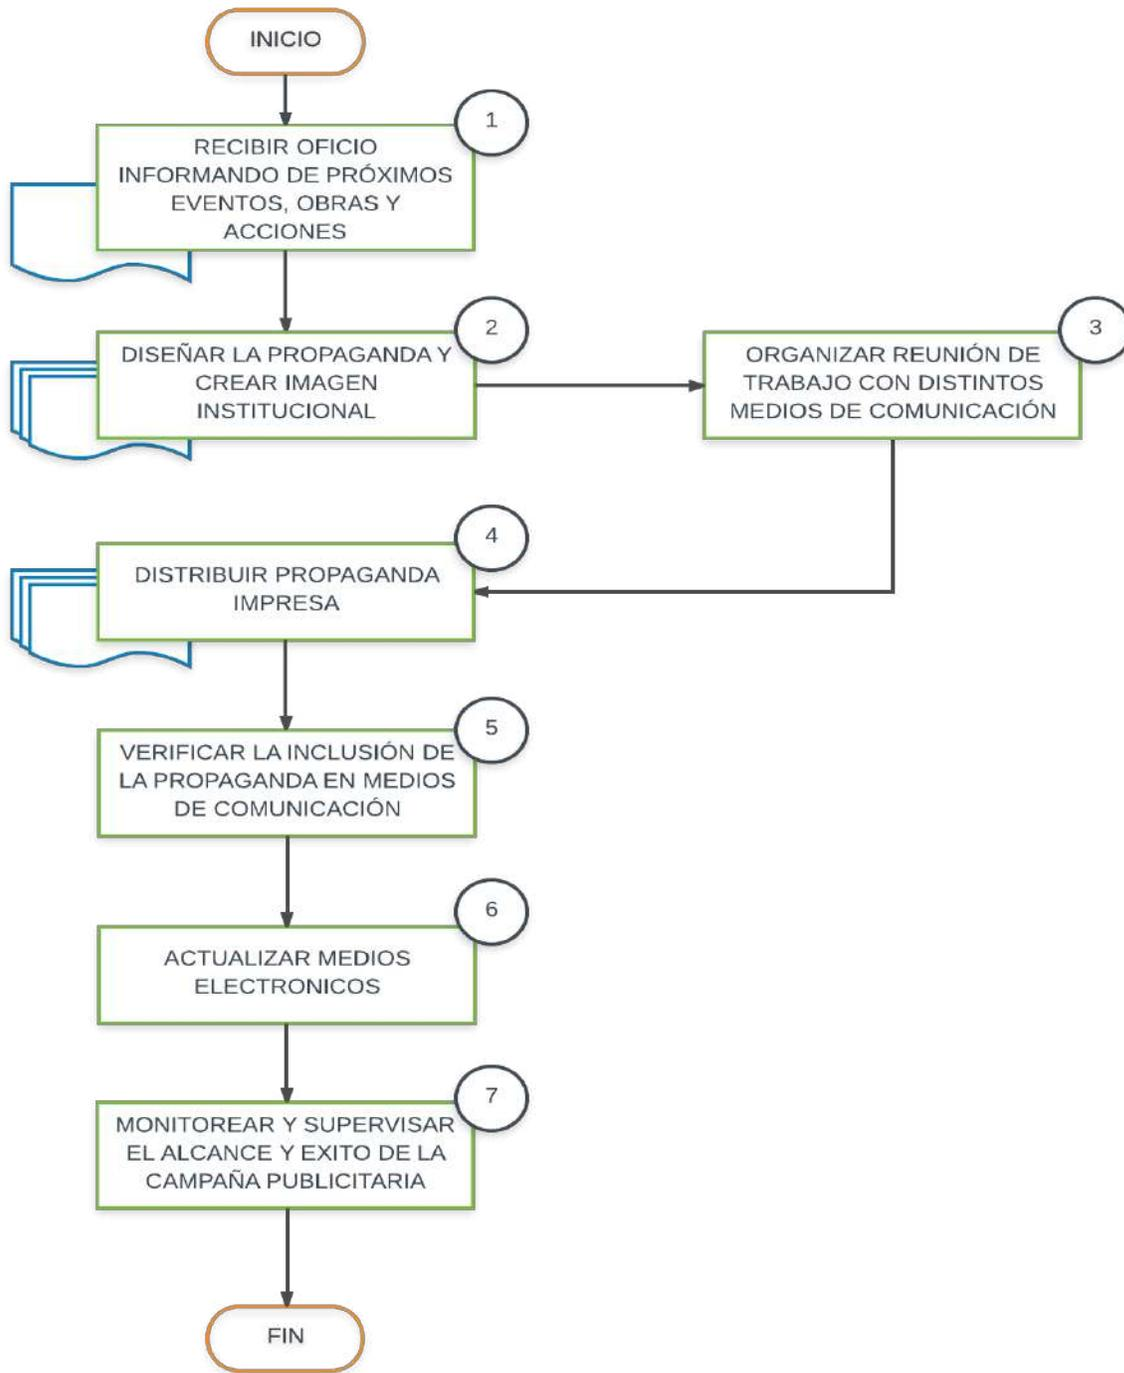 INICIO
1
RECIBIR OFICIO
INFORMANDO DE PRÓXIMOS
EVENTOS, OBRAS Y
ACCIONES
2
DISEÑAR LA PROPAGANDA Y
CREAR IMAGEN
INSTITUCIONAL
3
ORGANIZAR REUNIÓN DE
TRABAJO CON DISTINTOS
MEDIOS DE COMUNICACIÓN
4
DISTRIBUIR PROPAGANDA
IMPRESA
5
VERIFICAR LA INCLUSIÓN DE
LA PROPAGANDA EN MEDIOS
DE COMUNICACIÓN
6
ACTUALIZAR MEDIOS
ELECTRONICOS
7
MONITOREAR Y SUPERVISAR
EL ALCANCE Y EXITO DE LA
CAMPAÑA PUBLICITARIA
FIN